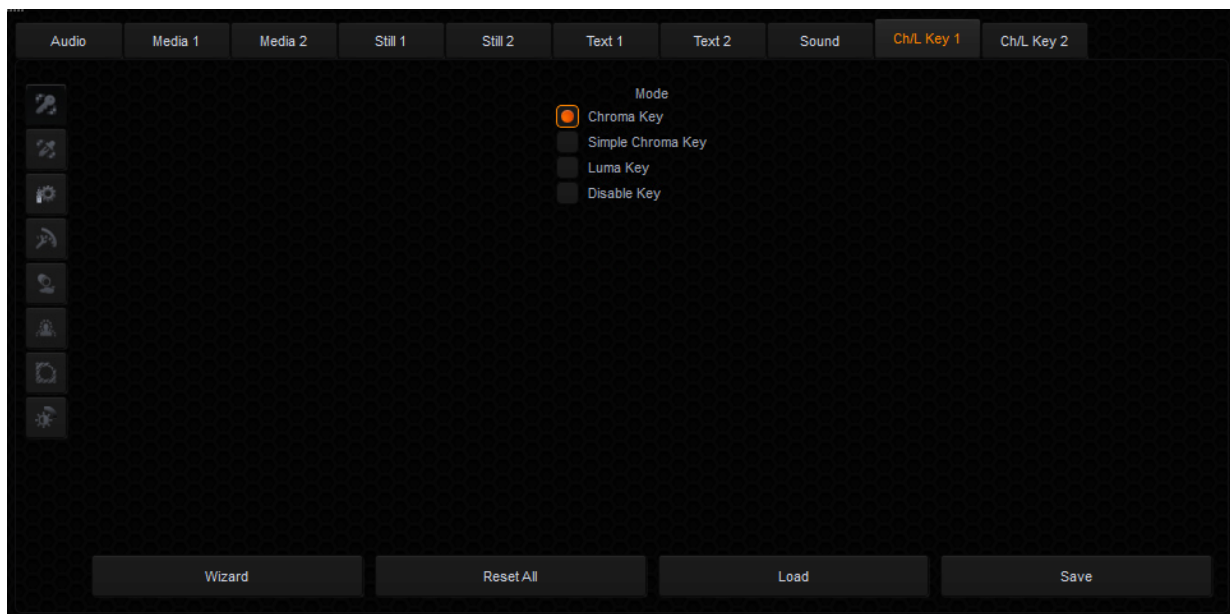 Audio Media 1 Media 2 Still 1 Still 2 Text 1 Text 2 Sound Ch/L Key 1 Ch/L Key 2
Mode
Chroma Key
Simple Chroma Key
Luma Key
Disable Key
Wizard Reset All Load Save